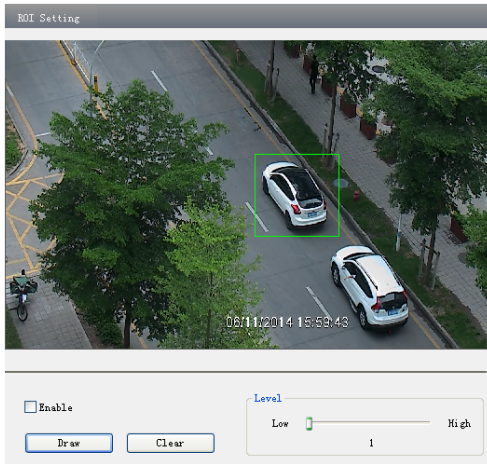 ROI Setting
06/11/2014 15:59:43
Enable
Draw
Clear
Level
Low
High
1